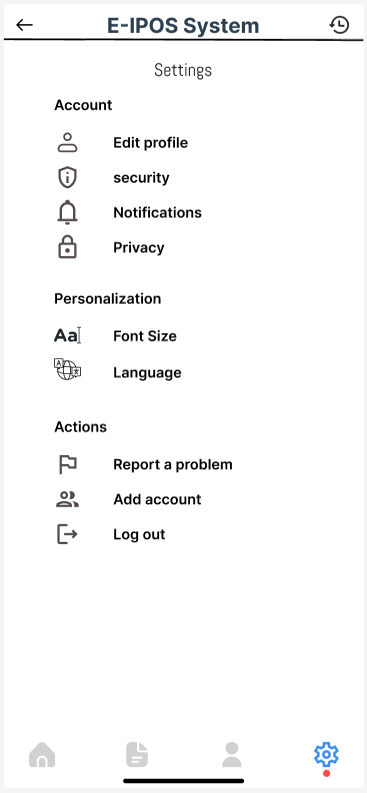 E-IPOS System
Settings
Account
Edit profile
security
Notifications
Privacy
Personalization
Aa
Font Size
Language
Actions
Report a problem
Add account
Log out